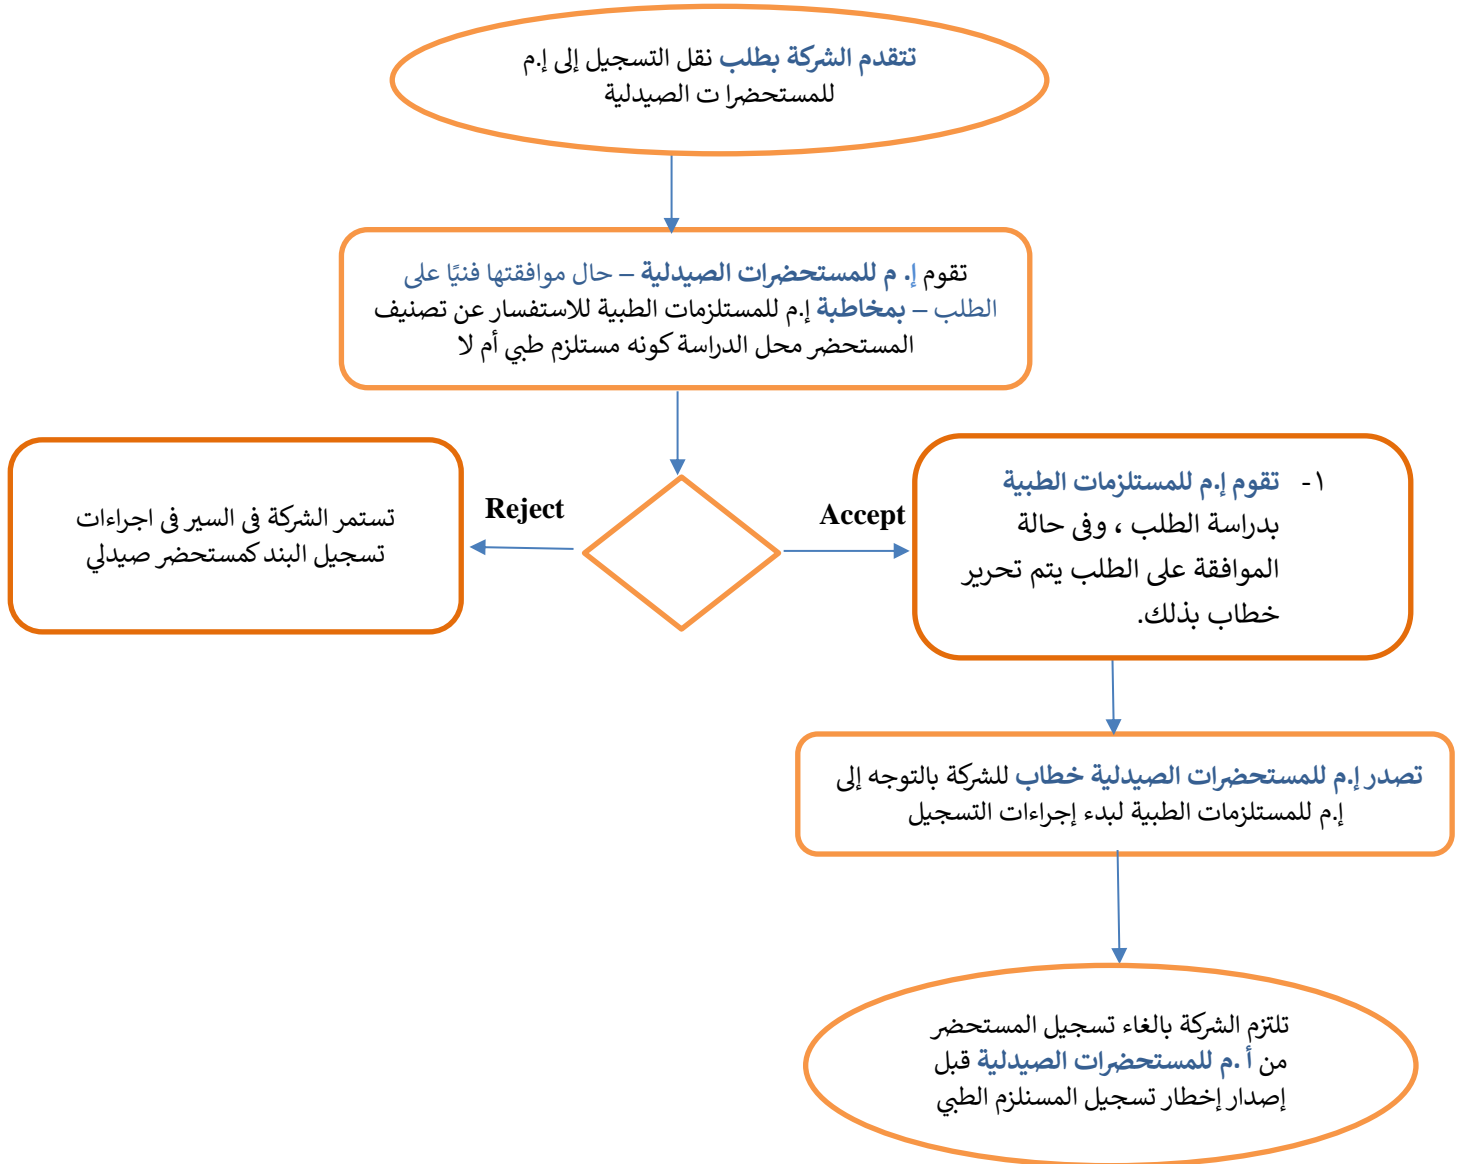 تتقدم الشركة بطلب نقل التسجيل إلى إ.م
للمستحضرا ت الصيدلية
تقوم إ. م للمستحضرات الصيدلية – حال موافقتها فنيًا على
الطلب – بمخاطبة إ.م للمستلزمات الطبية للاستفسار عن تصنيف
المستحضر محل الدراسة كونه مستلزم طبي أم لا
Reject
Accept
تستمر الشركة فى السير فى اجراءات
تسجيل البند كمستحضر صيدلي
١- تقوم إ.م للمستلزمات الطبية
بدراسة الطلب ، وفى حالة
الموافقة على الطلب يتم تحرير
خطاب بذلك.
تصدر إ.م للمستحضرات الصيدلية خطاب للشركة بالتوجه إلى
إ.م للمستلزمات الطبية لبدء إجراءات التسجيل
تلتزم الشركة بالغاء تسجيل المستحضر
من أ .م للمستحضرات الصيدلية قبل
إصدار إخطار تسجيل المسنلزم الطبي